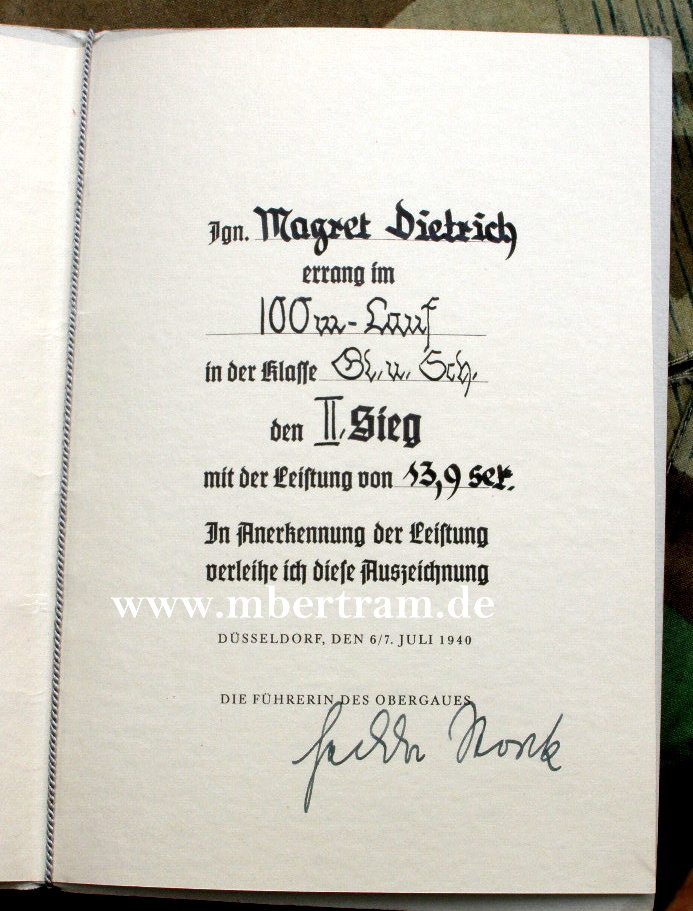 Jgn. Magret Dietrich
errang im
100 m - Lauf
in der Klasse Gl. u. Sch.
den II. Sieg
mit der Leistung von 13,9 sek.
In Anerkennung der Leistung
verleihe ich diese Auszeichnung
www.mbertram.de
DÜSSELDORF, DEN 6/7. JULI 1940
DIE FÜHRERIN DES OBERGAUES